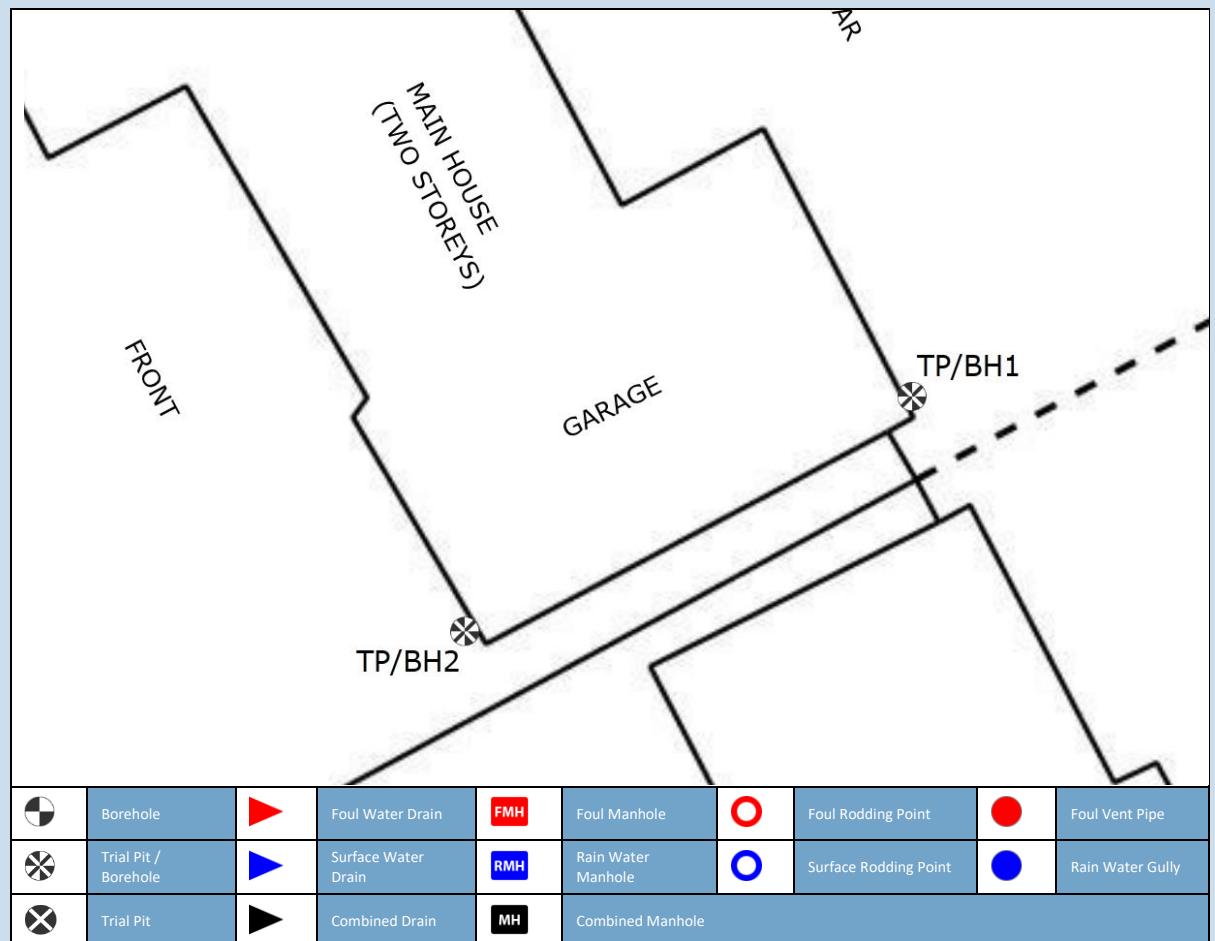 AR
MAIN HOUSE
(TWO STOREYS)
FRONT
TP/BH1
GARAGE
TP/BH2
Borehole
Foul Water Drain
FMH
Foul Manhole
Foul Rodding Point
Foul Vent Pipe
Trial Pit /
Borehole
Surface Water
Drain
RMH
Rain Water
Manhole
Surface Rodding Point
Rain Water Gully
Trial Pit
Combined Drain
MH
Combined Manhole